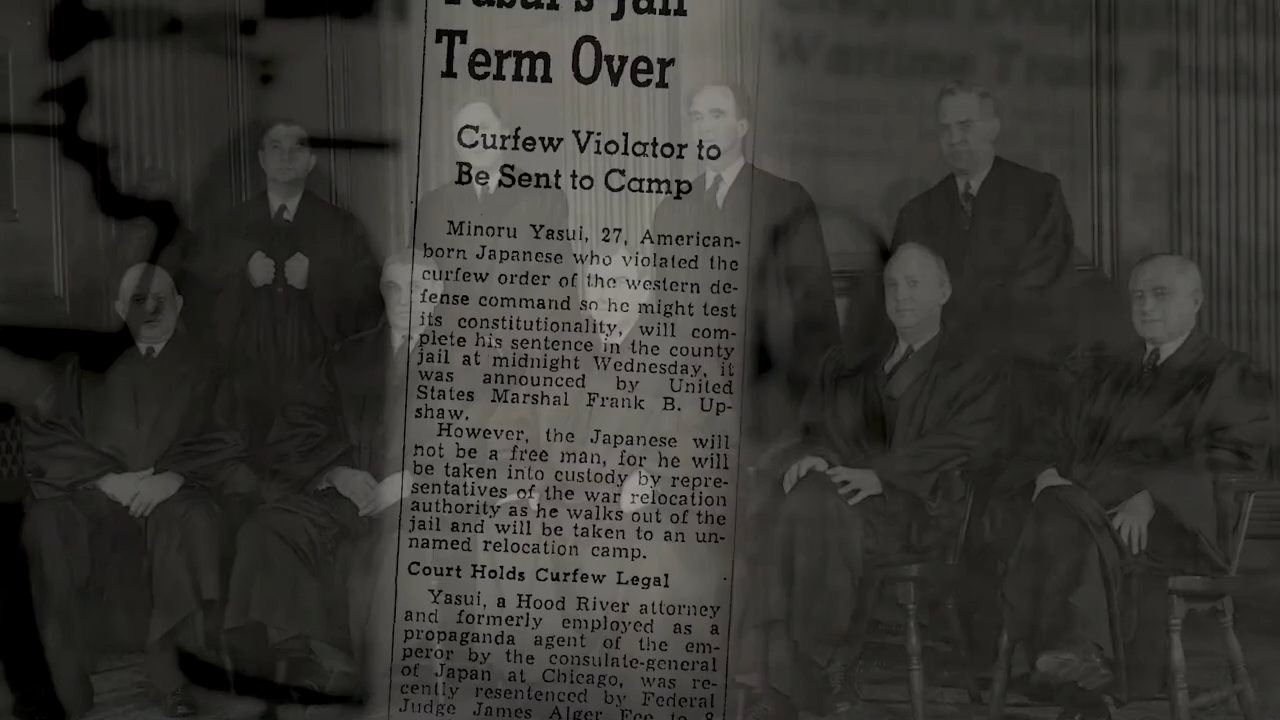 Yasui's Jail
Term Over
Curfew Violator to
Be Sent to Camp
Minoru Yasui, 27, American-
born Japanese who violated the
curfew order of the western de-
fense command so he might test
its constitutionality, will com-
plete his sentence in the county
jail at midnight Wednesday, it
was announced by United
States Marshal Frank B. Up-
shaw.
However, the Japanese will
not be a free man, for he will
be taken into custody by repre-
sentatives of the war relocation
authority as he walks out of the
jail and will be taken to an un-
named relocation camp.
Court Holds Curfew Legal
Yasui, a Hood River attorney
and formerly employed as a
propaganda agent of the em-
peror by the consulate-general
of Japan at Chicago, was re-
cently resentenced by Federal
Judge James Alger Fee to